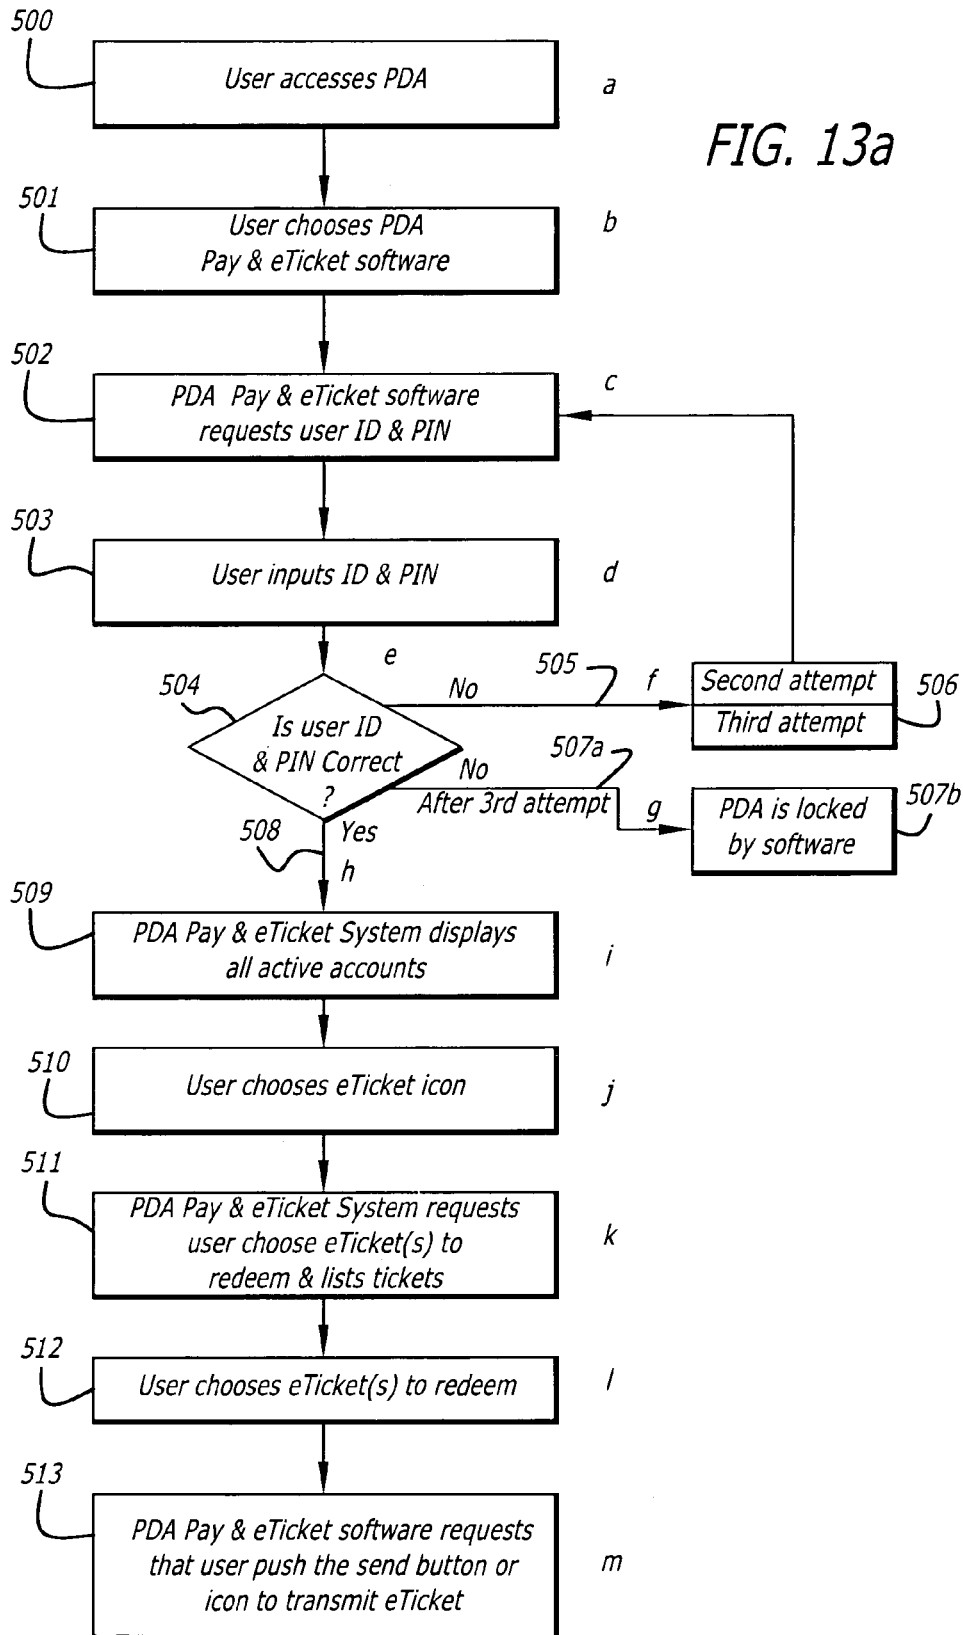 500
User accesses PDA
a
FIG. 13a
501
User chooses PDA
Pay & eTicket software
b
502
PDA Pay & eTicket software
requests user ID & PIN
c
503
User inputs ID & PIN
d
e
504
Is user ID
& PIN Correct
?
No
505
f
Second attempt
Third attempt
506
No
After 3rd attempt
507a
g
PDA is locked
by software
507b
508
Yes
h
509
PDA Pay & eTicket System displays
all active accounts
i
510
User chooses eTicket icon
j
511
PDA Pay & eTicket System requests
user choose eTicket(s) to
redeem & lists tickets
k
512
User chooses eTicket(s) to redeem
l
513
PDA Pay & eTicket software requests
that user push the send button or
icon to transmit eTicket
m